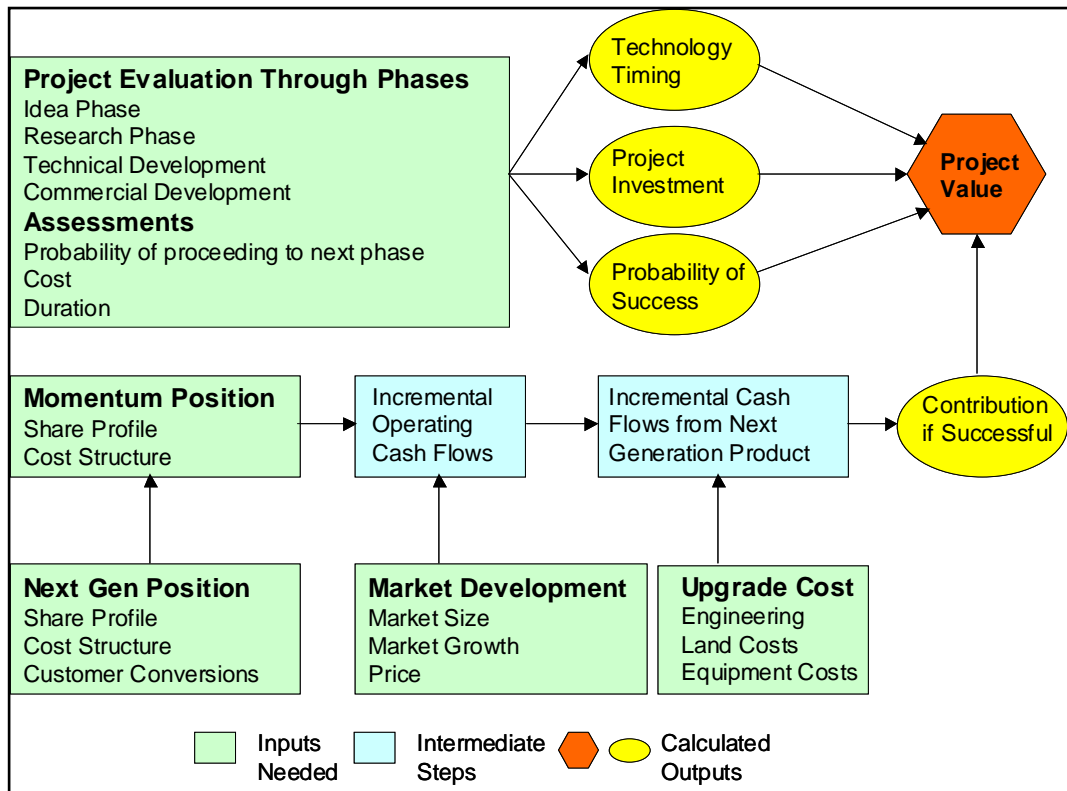 Project Evaluation Through Phases
Idea Phase
Research Phase
Technical Development
Commercial Development
Assessments
Probability of proceeding to next phase
Cost
Duration
Technology
Timing
Project
Investment
Probability of
Success
Project
Value
Momentum Position
Share Profile
Cost Structure
Incremental
Operating
Cash Flows
Incremental Cash
Flows from Next
Generation Product
Contribution
if Successful
Next Gen Position
Share Profile
Cost Structure
Customer Conversions
Market Development
Market Size
Market Growth
Price
Upgrade Cost
Engineering
Land Costs
Equipment Costs
Inputs
Needed
Intermediate
Steps
Calculated
Outputs